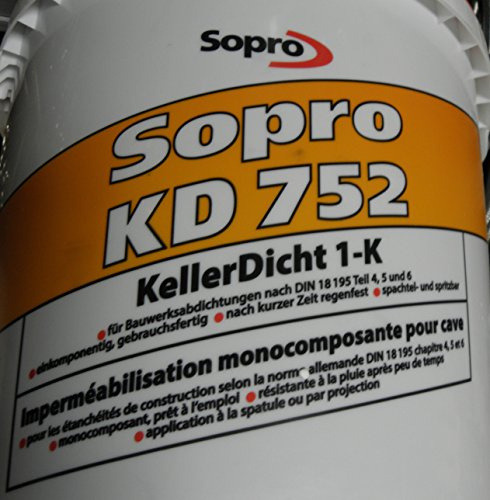 Sopro
Sopro
KD 752
KellerDicht 1-K
• für Bauwerksabdichtungen nach DIN 18 195 Teil 4, 5 und 6
• einkomponentig, gebrauchsfertig • nach kurzer Zeit regenfest • spachtel- und spritzbar
Imperméabilisation monocomposante pour cave
• pour les étanchéités de construction selon la norme allemande DIN 18 195 chapitre 4, 5 et 6
• monocomposant, prêt à l'emploi • résistante à la pluie après peu de temps
• application à la spatule ou par projection